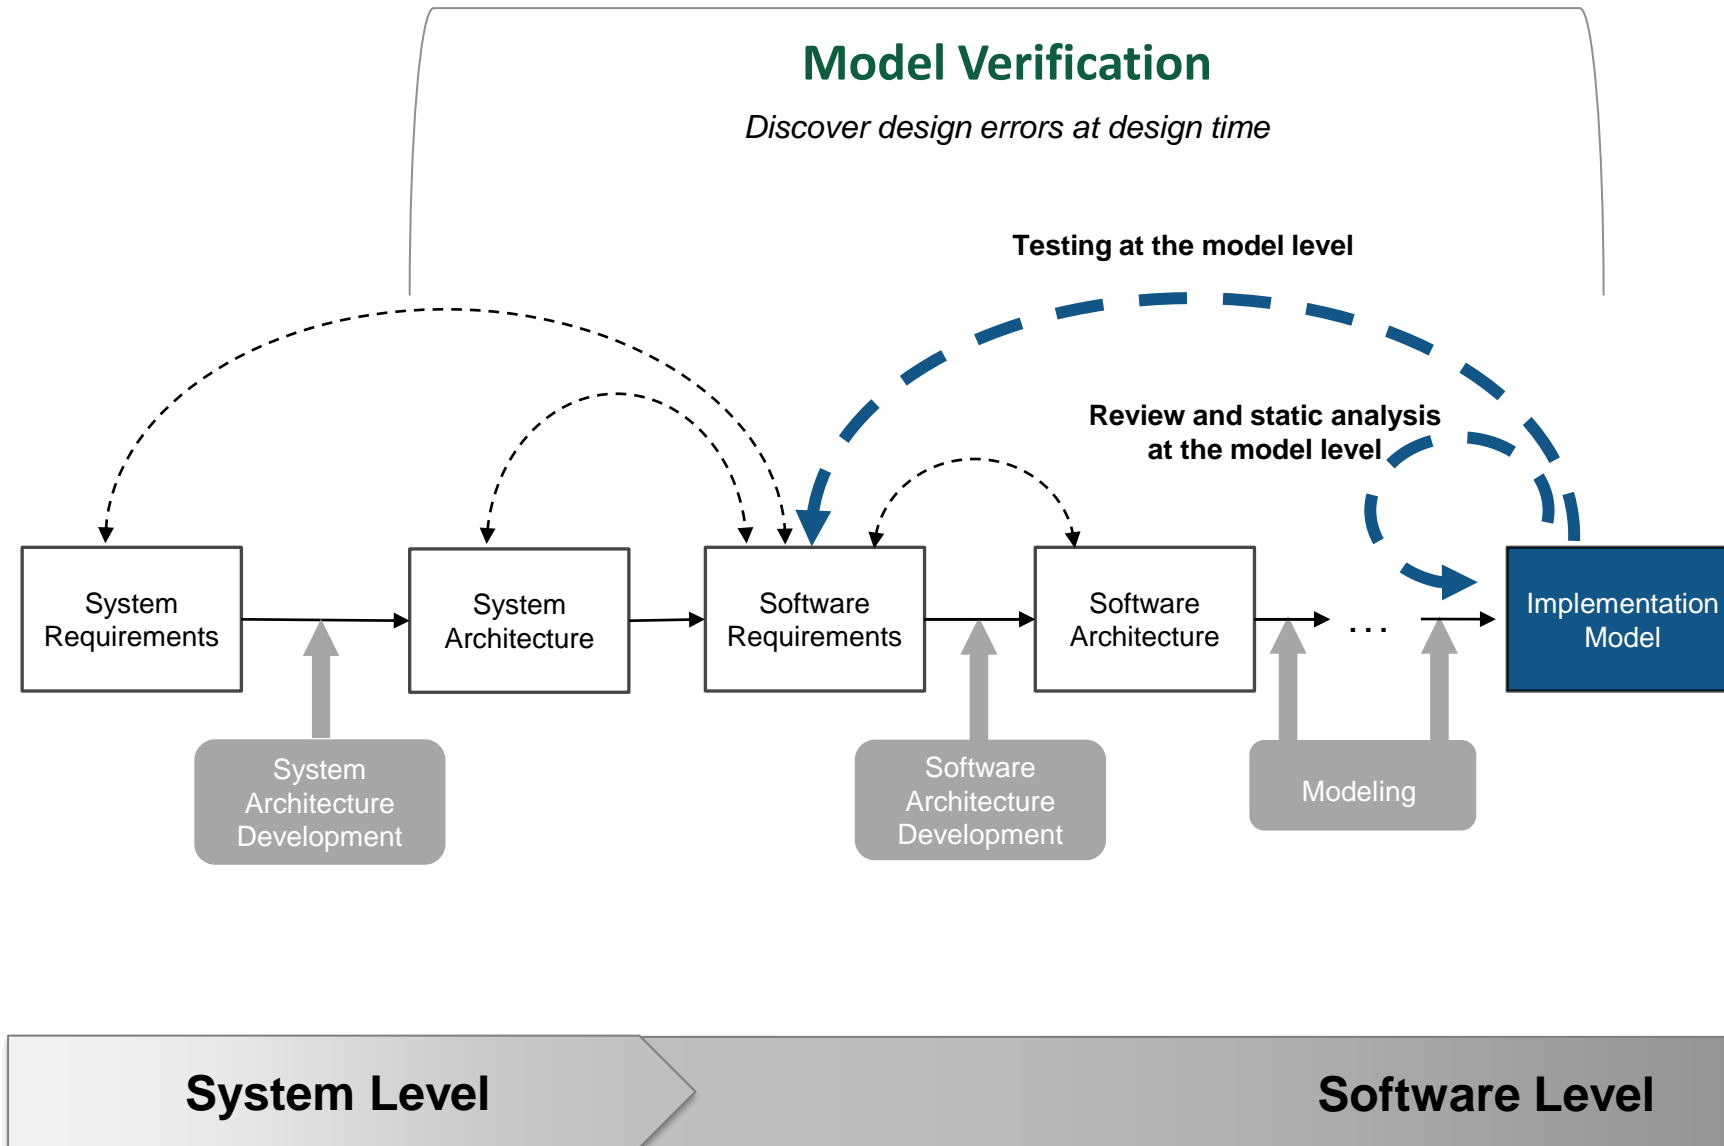 Model Verification
Discover design errors at design time
Testing at the model level
Review and static analysis
at the model level
System
Requirements
System
Architecture
Software
Requirements
Software
Architecture
...
Implementation
Model
System
Architecture
Development
Software
Architecture
Development
Modeling
System Level
Software Level